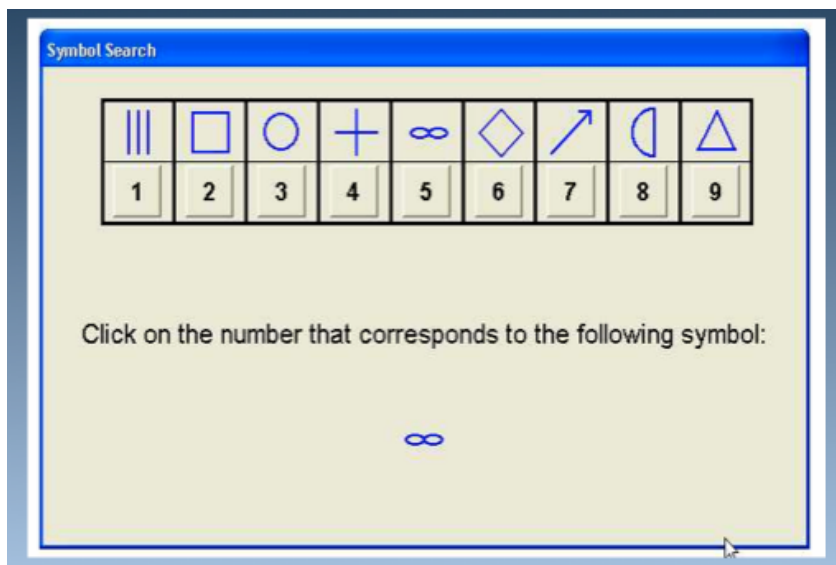 Symbol Search
1 2 3 4 5 6 7 8 9
Click on the number that corresponds to the following symbol:
∞